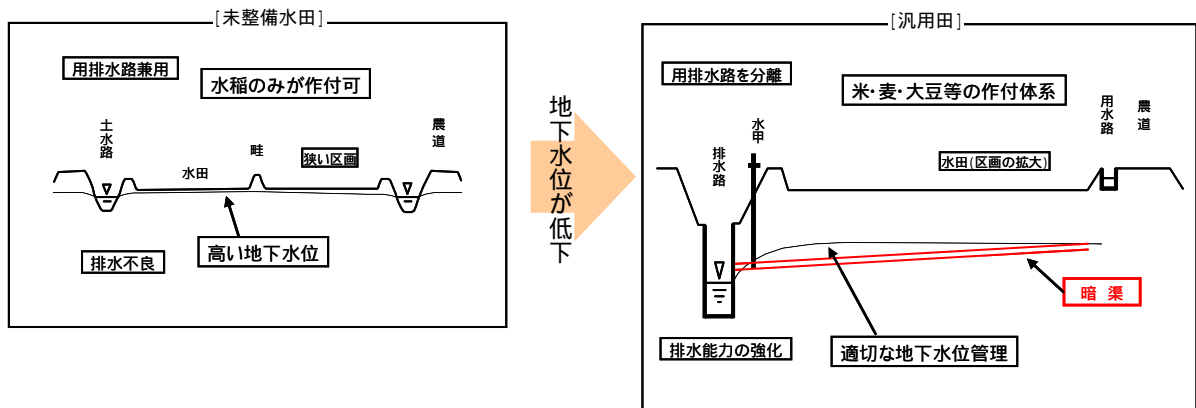 [未整備水田]
用排水路兼用
水稲のみが作付可
土水路
水田
畦
狭い区画
農道
高い地下水位
排水不良
地下水位が低下
[汎用田]
用排水路を分離
米・麦・大豆等の作付体系
排水路
水甲
水田(区画の拡大)
用水路
農道
暗 渠
排水能力の強化
適切な地下水位管理